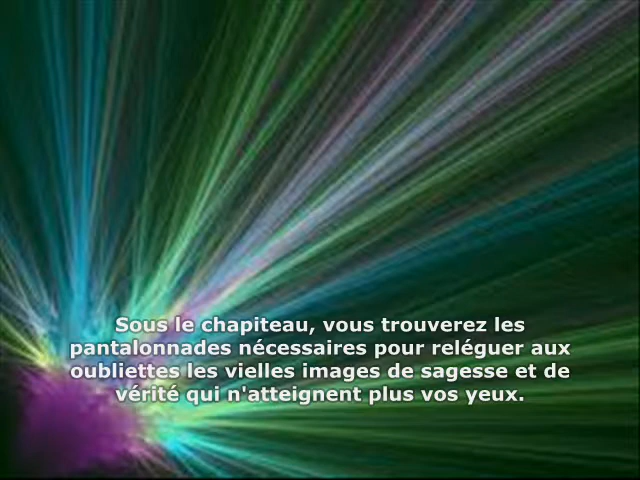 Sous le chapiteau, vous trouverez les
pantalonnades nécessaires pour reléguer aux
oubliettes les vielles images de sagesse et de
vérité qui n'atteignent plus vos yeux.